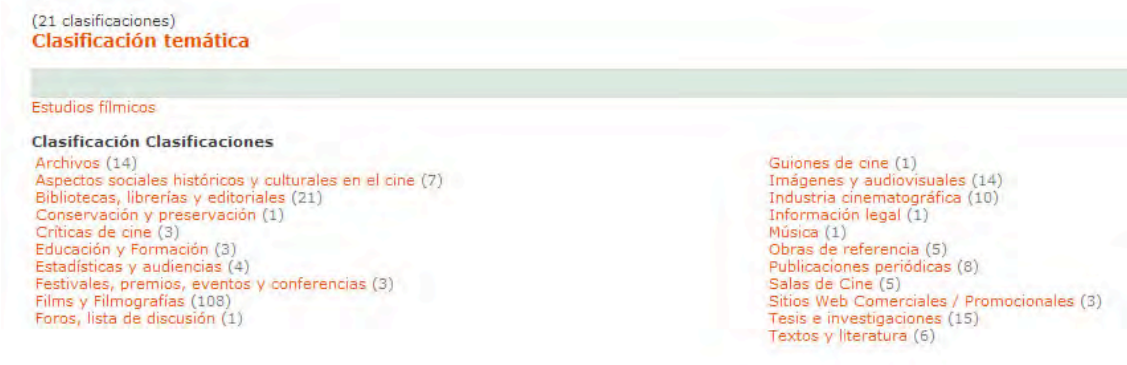 (21 clasificaciones)
Clasificación temática
Estudios fílmicos
Clasificación Clasificaciones
Archivos (14)
Aspectos sociales históricos y culturales en el cine (7)
Bibliotecas, librerías y editoriales (21)
Conservación y preservación (1)
Críticas de cine (3)
Educación y Formación (3)
Estadísticas y audiencias (4)
Festivales, premios, eventos y conferencias (3)
Films y Filmografías (108)
Foros, lista de discusión (1)
Guiones de cine (1)
Imágenes y audiovisuales (14)
Industria cinematográfica (10)
Información legal (1)
Música (1)
Obras de referencia (5)
Publicaciones periódicas (8)
Salas de Cine (5)
Sitios Web Comerciales / Promocionales (3)
Tesis e investigaciones (15)
Textos y literatura (6)